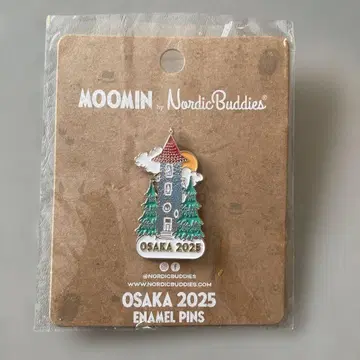 MOOMIN by NordicBuddies®
OSAKA 2025
@NORDICBUDDIES
WWW.NORDICBUDDIES.COM
OSAKA 2025
ENAMEL PINS